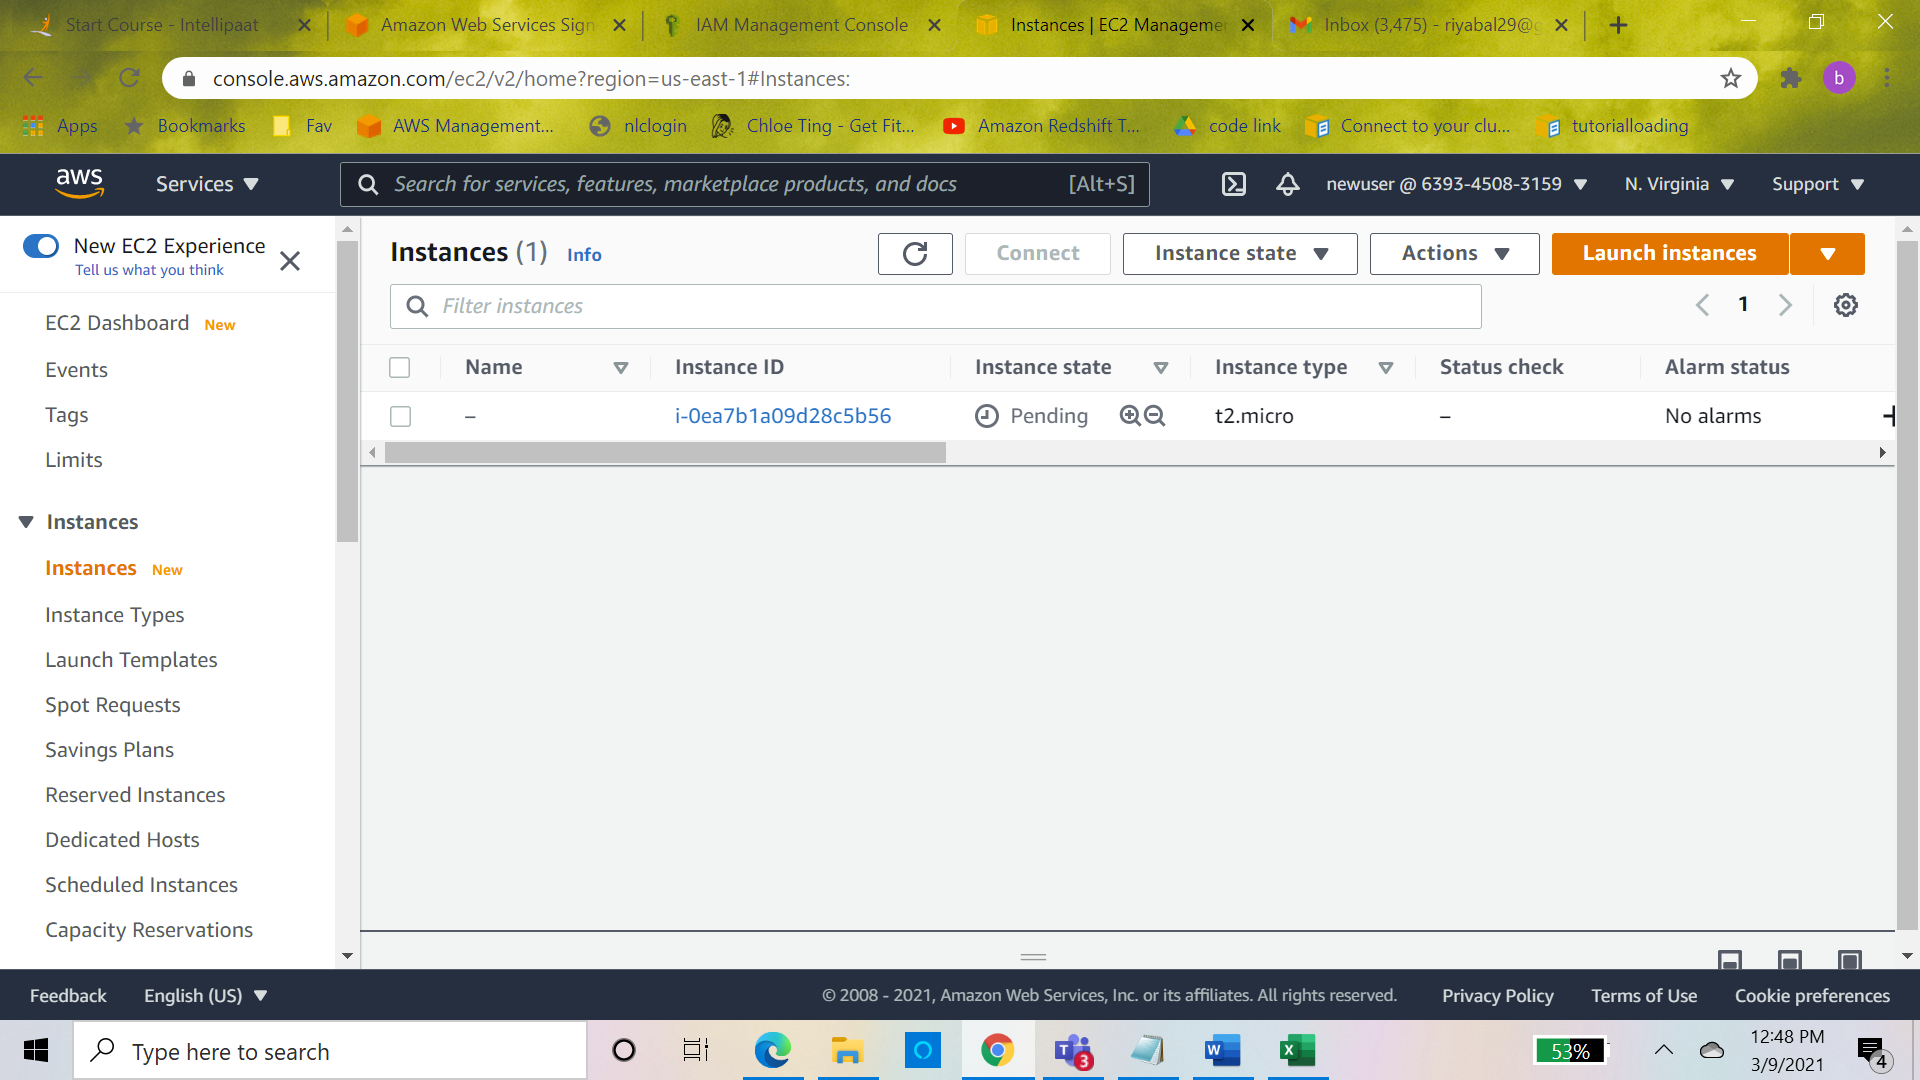 Start Course - Intellipaat
Amazon Web Services Sign
IAM Management Console
Instances | EC2 Managemen
Inbox (3,475) - riyabal29@g
console.aws.amazon.com/ec2/v2/home?region=us-east-1#Instances:
b
Apps
Bookmarks
Fav
AWS Management...
nlclogin
Chloe Ting - Get Fit...
Amazon Redshift T...
code link
Connect to your clu...
tutorialloading
aws
Services
Search for services, features, marketplace products, and docs
[Alt+S]
newuser @ 6393-4508-3159
N. Virginia
Support
New EC2 Experience
Tell us what you think
EC2 Dashboard New
Events
Tags
Limits
Instances
Instances New
Instance Types
Launch Templates
Spot Requests
Savings Plans
Reserved Instances
Dedicated Hosts
Scheduled Instances
Capacity Reservations
Instances (1) Info
Connect
Instance state
Actions
Launch instances
Filter instances
1
Name
Instance ID
Instance state
Instance type
Status check
Alarm status
–
i-0ea7b1a09d28c5b56
Pending
t2.micro
–
No alarms
Feedback
English (US)
© 2008 - 2021, Amazon Web Services, Inc. or its affiliates. All rights reserved.
Privacy Policy
Terms of Use
Cookie preferences
Type here to search
3
53%
12:48 PM
3/9/2021
4